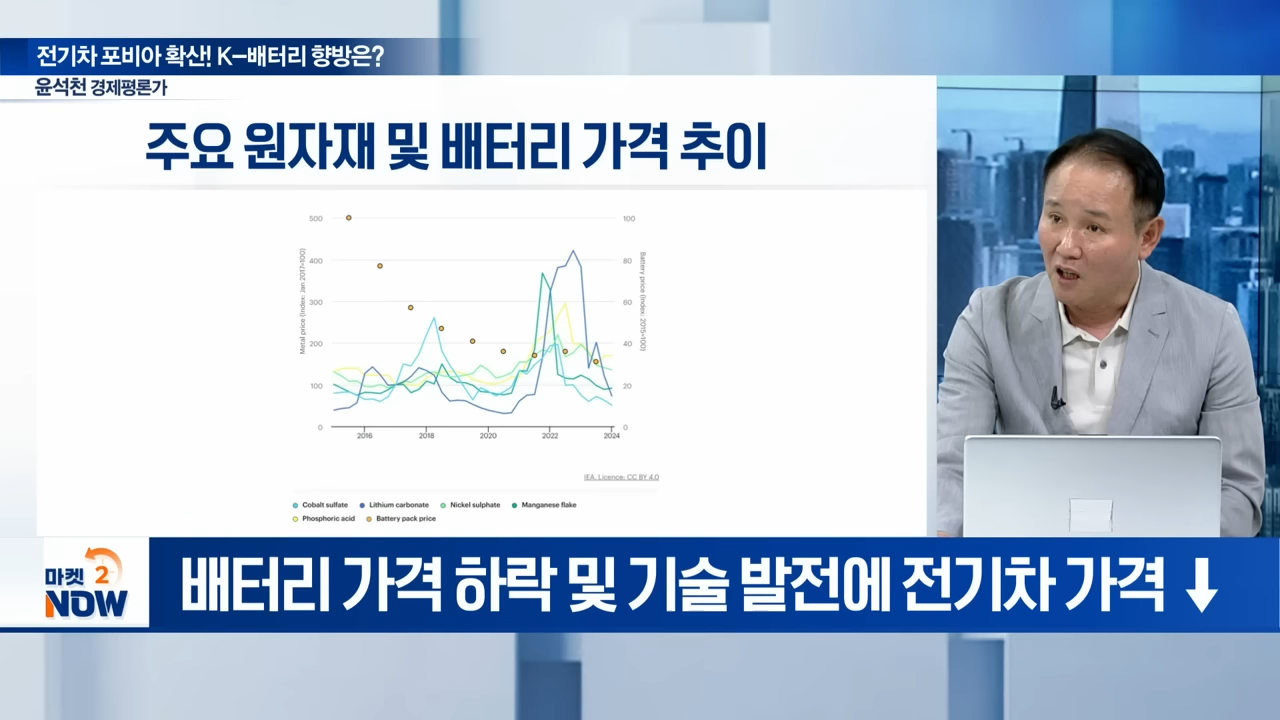 전기차 포비아 확산! K-배터리 향방은?
윤석천 경제평론가
주요 원자재 및 배터리 가격 추이
500
400
300
200
100
0
Metal price (Index: Jan 2017=100)
100
80
60
40
20
0
Battery price (Index: 2015=100)
2016 2018 2020 2022 2024
IEA. Licence: CC BY 4.0
Cobalt sulfate Lithium carbonate Nickel sulphate Manganese flake
Phosphoric acid Battery pack price
마켓 2
NOW
배터리 가격 하락 및 기술 발전에 전기차 가격 ↓